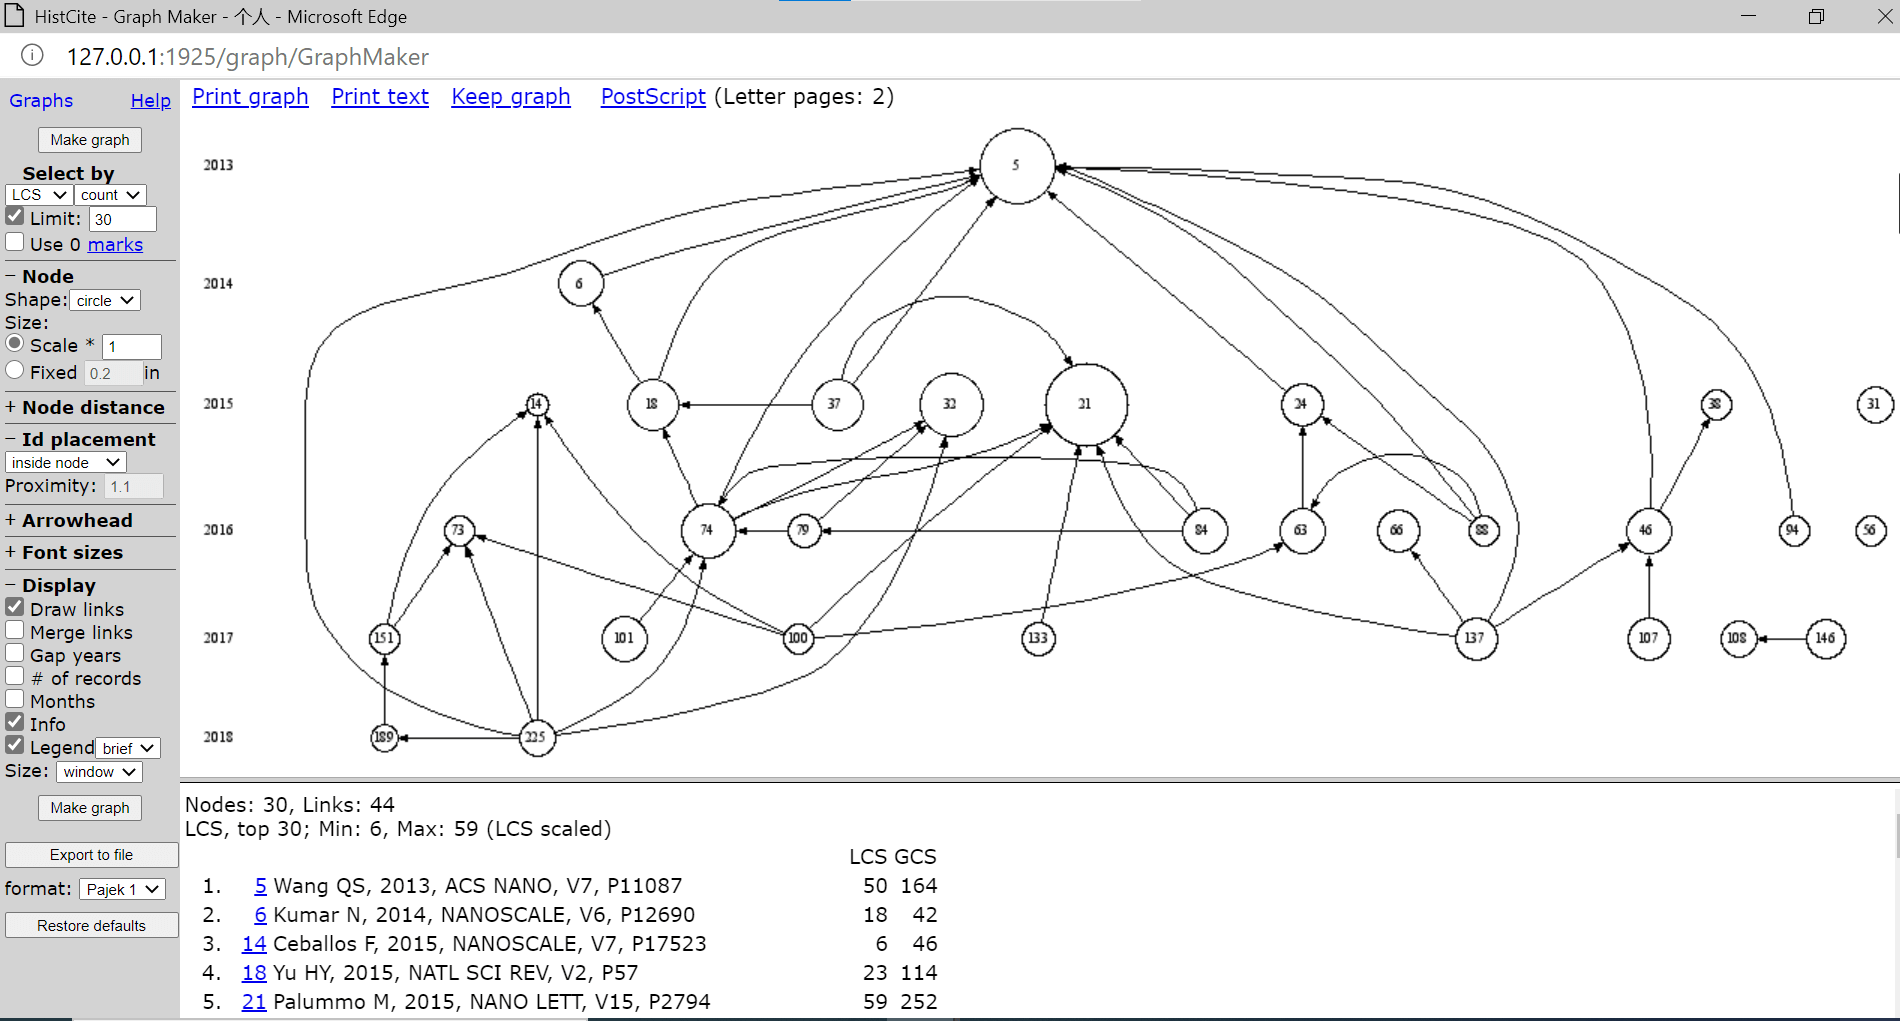 HistCite - Graph Maker - 个人 - Microsoft Edge
127.0.0.1:1925/graph/GraphMaker
Graphs Help
Make graph
Select by
LCS count
Limit: 30
Use 0 marks
− Node
Shape: circle
Size:
Scale * 1
Fixed 0.2 in
+ Node distance
− Id placement
inside node
Proximity: 1.1
+ Arrowhead
+ Font sizes
− Display
Draw links
Merge links
Gap years
# of records
Months
Info
Legend brief
Size: window
Make graph
Export to file
format: Pajek 1
Restore defaults
Print graph Print text Keep graph PostScript (Letter pages: 2)
2013 5
2014 6
2015 14 18 37 32 21 24 38 31
2016 73 74 79 84 63 66 88 46 94 56
2017 151 101 100 133 137 107 108 146
2018 189 225
Nodes: 30, Links: 44
LCS, top 30; Min: 6, Max: 59 (LCS scaled)
LCS GCS
1. 5 Wang QS, 2013, ACS NANO, V7, P11087 50 164
2. 6 Kumar N, 2014, NANOSCALE, V6, P12690 18 42
3. 14 Ceballos F, 2015, NANOSCALE, V7, P17523 6 46
4. 18 Yu HY, 2015, NATL SCI REV, V2, P57 23 114
5. 21 Palummo M, 2015, NANO LETT, V15, P2794 59 252